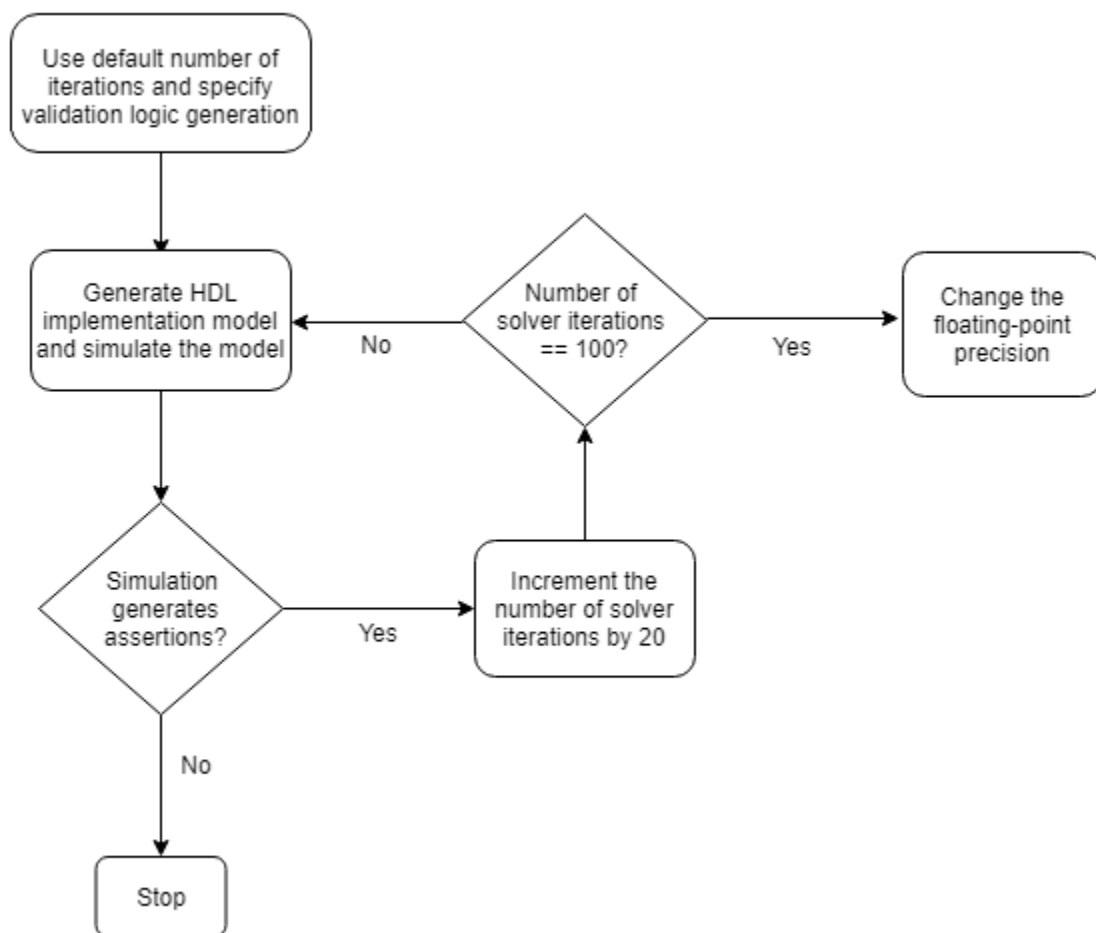 Use default number of
iterations and specify
validation logic generation
Generate HDL
implementation model
and simulate the model
Number of
solver iterations
== 100?
Change the
floating-point
precision
No
Yes
Simulation
generates
assertions?
Increment the
number of solver
iterations by 20
Yes
No
Stop